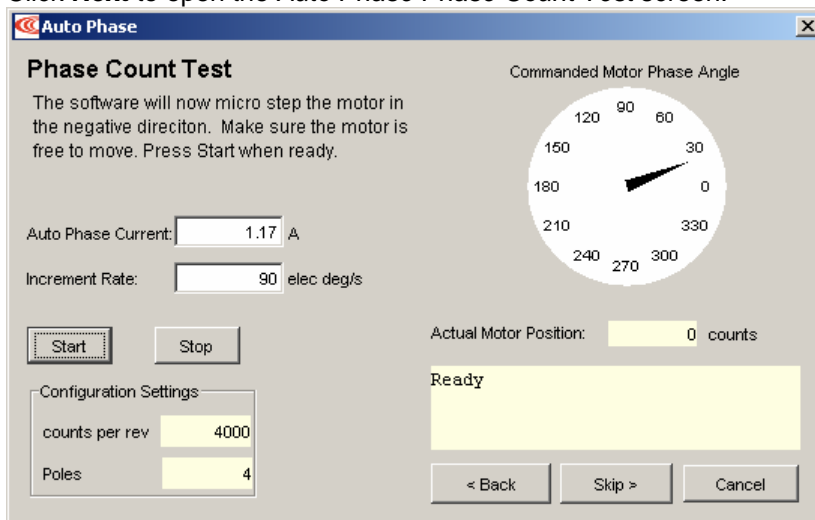 Click Next to open the Auto Phase Phase Count Test screen.
Auto Phase
Phase Count Test
The software will now micro step the motor in
the negative direciton. Make sure the motor is
free to move. Press Start when ready.
Auto Phase Current: 1.17 A
Increment Rate: 90 elec deg/s
Start Stop
Configuration Settings
counts per rev 4000
Poles 4
Commanded Motor Phase Angle
90
120 60
150 30
180 0
210 330
240 300
270
Actual Motor Position: 0 counts
Ready
< Back Skip > Cancel